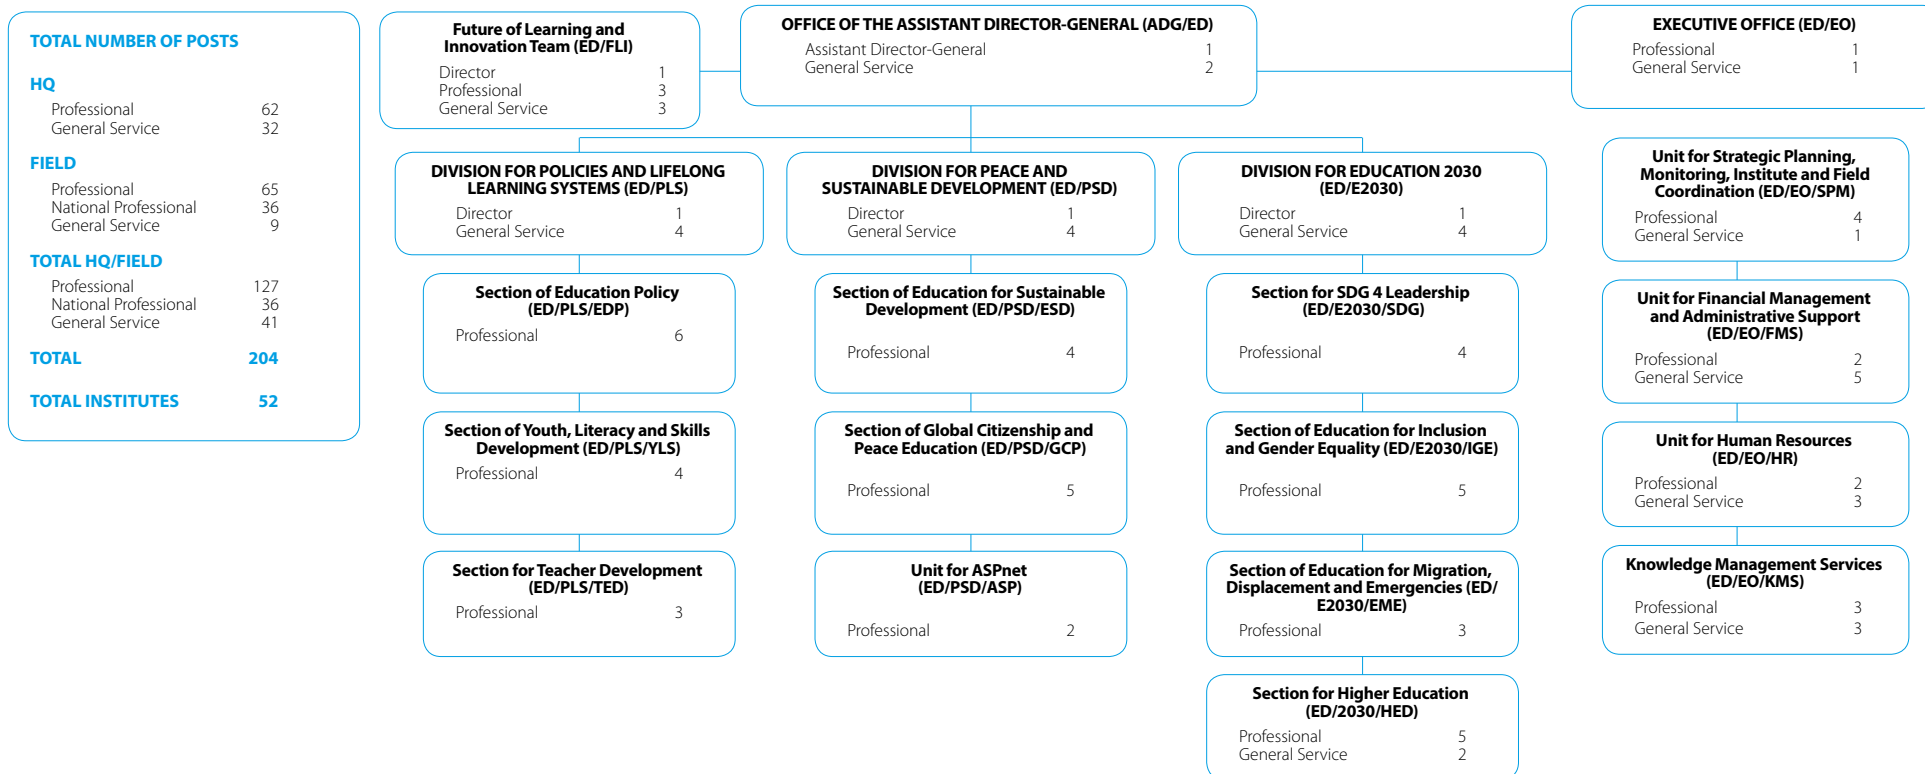 TOTAL NUMBER OF POSTS
HQ
Professional 62
General Service 32
FIELD
Professional 65
National Professional 36
General Service 9
TOTAL HQ/FIELD
Professional 127
National Professional 36
General Service 41
TOTAL 204
TOTAL INSTITUTES 52
Future of Learning and
Innovation Team (ED/FLI)
Director 1
Professional 3
General Service 3
OFFICE OF THE ASSISTANT DIRECTOR-GENERAL (ADG/ED)
Assistant Director-General 1
General Service 2
EXECUTIVE OFFICE (ED/EO)
Professional 1
General Service 1
DIVISION FOR POLICIES AND LIFELONG
LEARNING SYSTEMS (ED/PLS)
Director 1
General Service 4
Section of Education Policy
(ED/PLS/EDP)
Professional 6
Section of Youth, Literacy and Skills
Development (ED/PLS/YLS)
Professional 4
Section for Teacher Development
(ED/PLS/TED)
Professional 3
DIVISION FOR PEACE AND
SUSTAINABLE DEVELOPMENT (ED/PSD)
Director 1
General Service 4
Section of Education for Sustainable
Development (ED/PSD/ESD)
Professional 4
Section of Global Citizenship and
Peace Education (ED/PSD/GCP)
Professional 5
Unit for ASPnet
(ED/PSD/ASP)
Professional 2
DIVISION FOR EDUCATION 2030
(ED/E2030)
Director 1
General Service 4
Section for SDG 4 Leadership
(ED/E2030/SDG)
Professional 4
Section of Education for Inclusion
and Gender Equality (ED/E2030/IGE)
Professional 5
Section of Education for Migration,
Displacement and Emergencies (ED/
E2030/EME)
Professional 3
Section for Higher Education
(ED/2030/HED)
Professional 5
General Service 2
Unit for Strategic Planning,
Monitoring, Institute and Field
Coordination (ED/EO/SPM)
Professional 4
General Service 1
Unit for Financial Management
and Administrative Support
(ED/EO/FMS)
Professional 2
General Service 5
Unit for Human Resources
(ED/EO/HR)
Professional 2
General Service 3
Knowledge Management Services
(ED/EO/KMS)
Professional 3
General Service 3